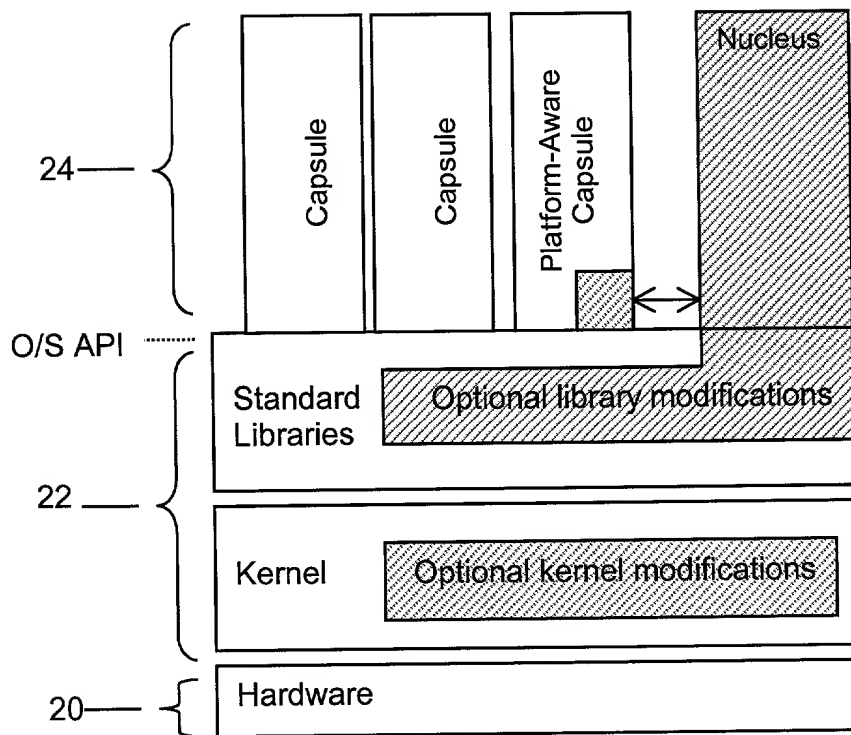 24
Capsule
Capsule
Platform-Aware
Capsule
Nucleus
O/S API
22
Standard
Libraries
Optional library modifications
Kernel
Optional kernel modifications
20
Hardware